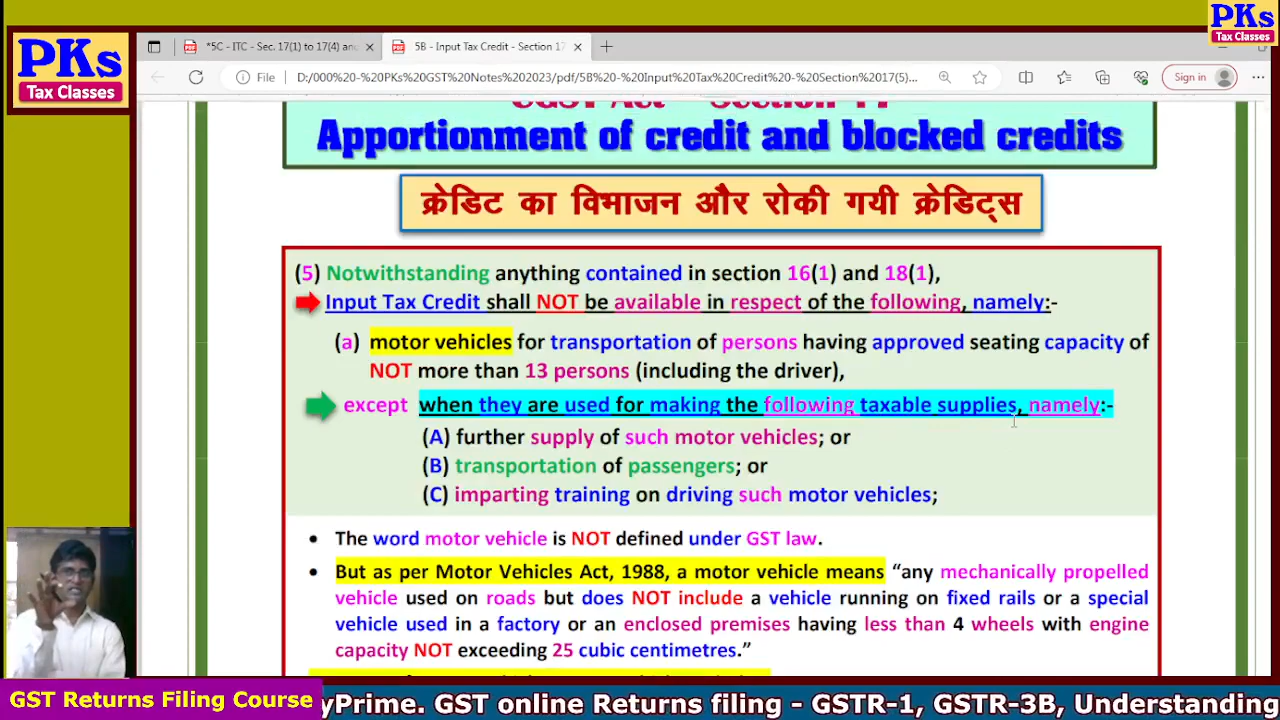 PKs
Tax Classes
PKs
Tax Classes
*5C - ITC - Sec. 17(1) to 17(4) and
5B - Input Tax Credit - Section 17
File
D:/000%20-%20PKs%20GST%20Notes%202023/pdf/5B%20-%20Input%20Tax%20Credit%20-%20Section%2017(5)...
Sign in
CGST Act - Section 17
Apportionment of credit and blocked credits
क्रेडिट का विभाजन और रोकी गयी क्रेडिट्स
(5) Notwithstanding anything contained in section 16(1) and 18(1),
Input Tax Credit shall NOT be available in respect of the following, namely:-
(a) motor vehicles for transportation of persons having approved seating capacity of
NOT more than 13 persons (including the driver),
except when they are used for making the following taxable supplies, namely:-
(A) further supply of such motor vehicles; or
(B) transportation of passengers; or
(C) imparting training on driving such motor vehicles;
• The word motor vehicle is NOT defined under GST law.
• But as per Motor Vehicles Act, 1988, a motor vehicle means “any mechanically propelled
vehicle used on roads but does NOT include a vehicle running on fixed rails or a special
vehicle used in a factory or an enclosed premises having less than 4 wheels with engine
capacity NOT exceeding 25 cubic centimetres.”
GST Returns Filing Course
yPrime. GST online Returns filing - GSTR-1, GSTR-3B, Understanding